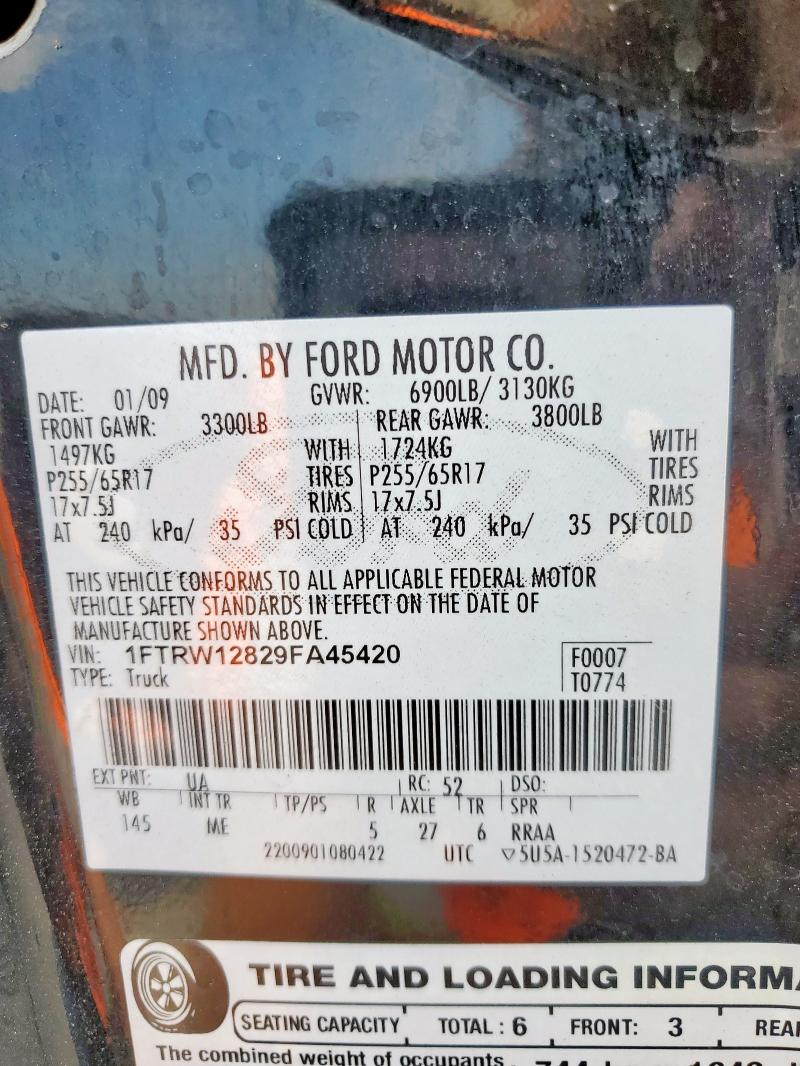 MFD. BY FORD MOTOR CO.
DATE: 01/09 GVWR: 6900LB/ 3130KG
FRONT GAWR: 3300LB REAR GAWR: 3800LB
1497KG WITH 1724KG WITH
P255/65R17 TIRES P255/65R17 TIRES
17x7.5J RIMS 17x7.5J RIMS
AT 240 kPa/ 35 PSI COLD AT 240 kPa/ 35 PSI COLD
THIS VEHICLE CONFORMS TO ALL APPLICABLE FEDERAL MOTOR
VEHICLE SAFETY STANDARDS IN EFFECT ON THE DATE OF
MANUFACTURE SHOWN ABOVE.
VIN: 1FTRW12829FA45420 F0007
TYPE: Truck T0774
EXT PNT: UA RC: 52 DSO:
WB INT TR TP/PS R AXLE TR SPR
145 ME 5 27 6 RRAA
2200901080422 UTC ▽5U5A-1520472-BA
TIRE AND LOADING INFORMA
SEATING CAPACITY TOTAL : 6 FRONT: 3 REAR
The combined weight of occupants